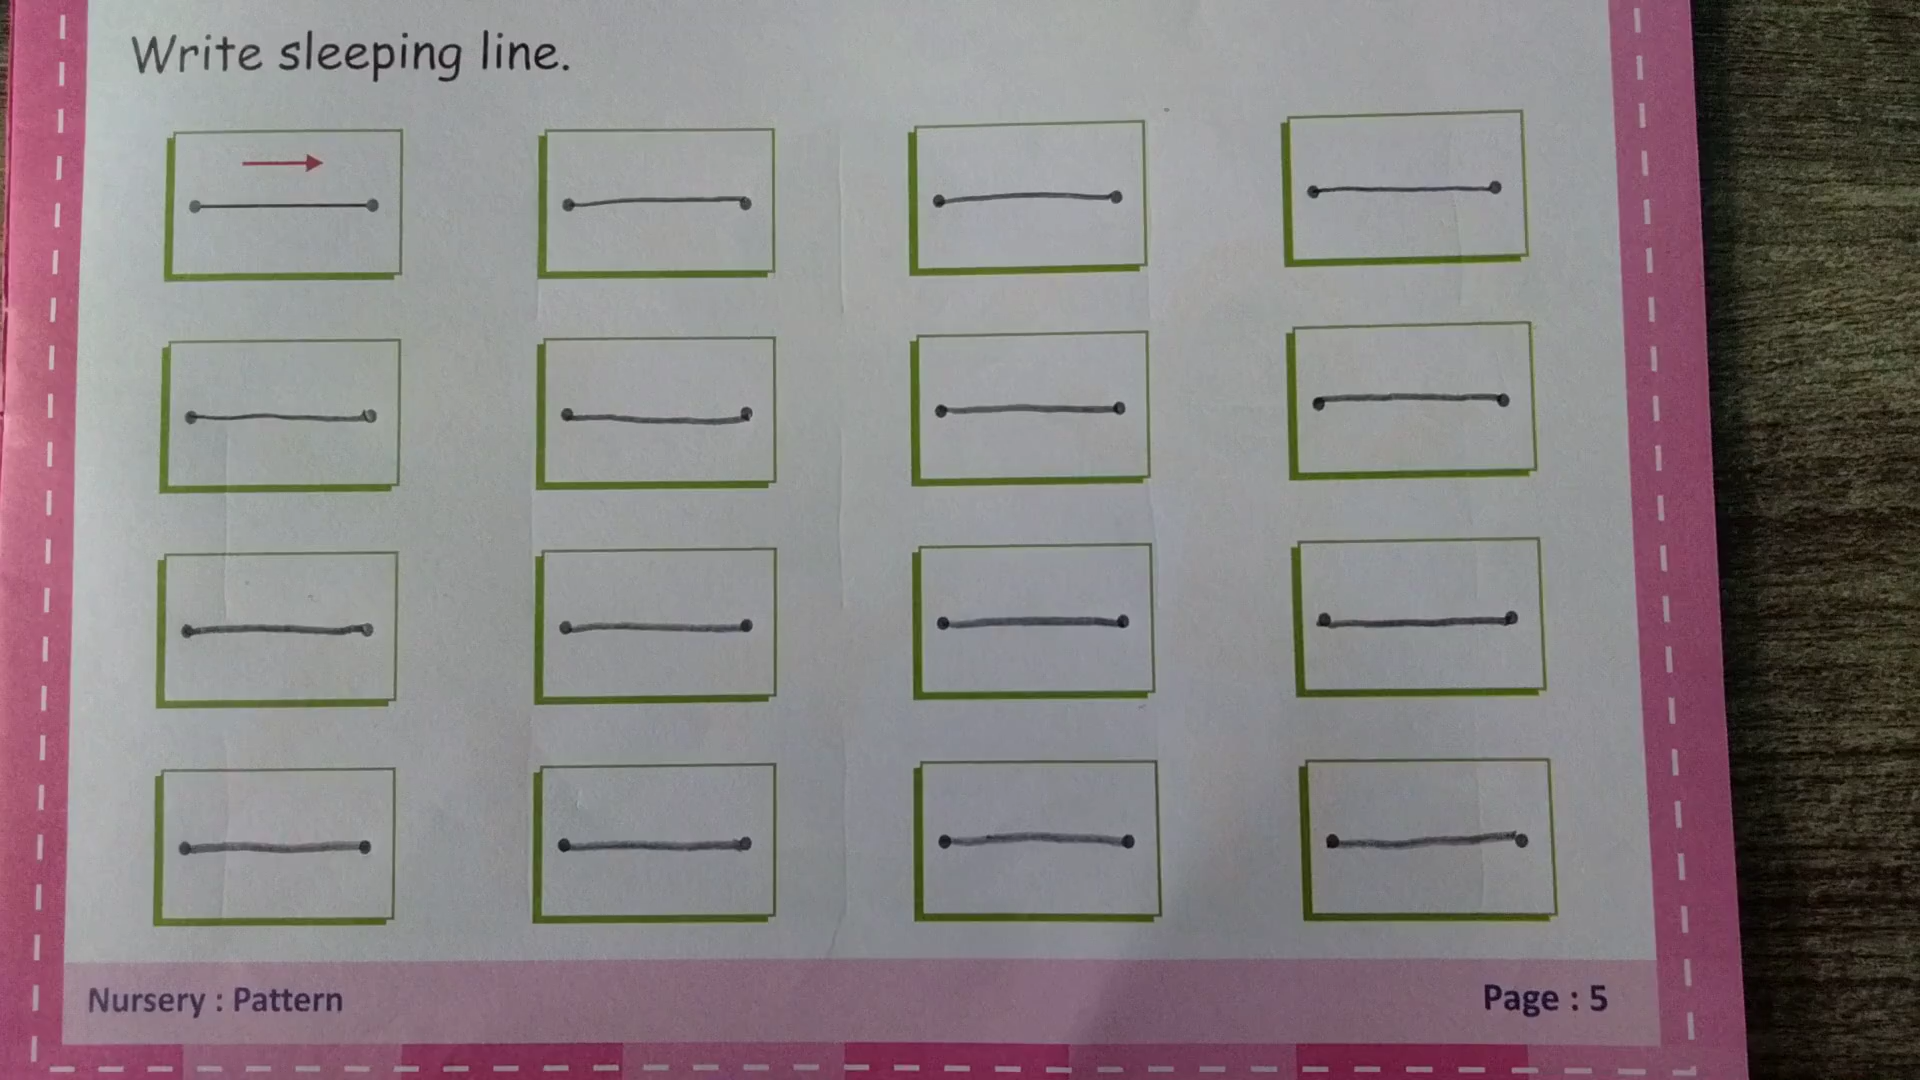 Write sleeping line.
Nursery : Pattern
Page : 5